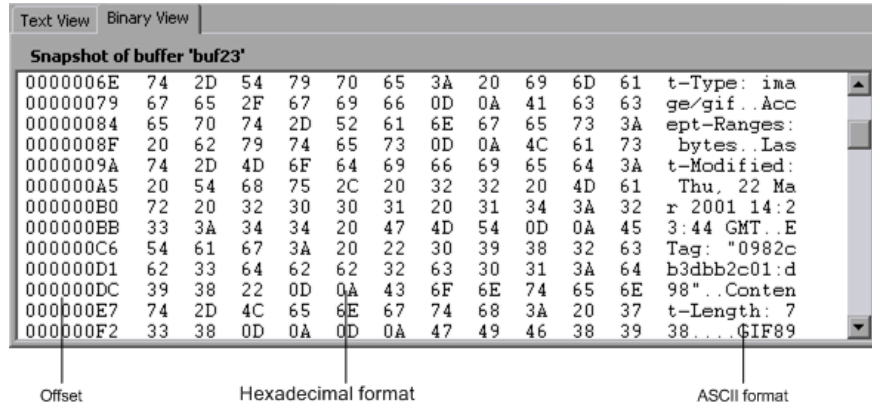 Text View Binary View
Snapshot of buffer 'buf23'
0000006E 74 2D 54 79 70 65 3A 20 69 6D 61 t-Type: ima
00000079 67 65 2F 67 69 66 0D 0A 41 63 63 ge/gif..Acc
00000084 65 70 74 2D 52 61 6E 67 65 73 3A ept-Ranges:
0000008F 20 62 79 74 65 73 0D 0A 4C 61 73 bytes..Las
0000009A 74 2D 4D 6F 64 69 66 69 65 64 3A t-Modified:
000000A5 20 54 68 75 2C 20 32 32 20 4D 61 Thu, 22 Ma
000000B0 72 20 32 30 30 31 20 31 34 3A 32 r 2001 14:2
000000BB 33 3A 34 34 20 47 4D 54 0D 0A 45 3:44 GMT..E
000000C6 54 61 67 3A 20 22 30 39 38 32 63 Tag: "0982c
000000D1 62 33 64 62 62 32 63 30 31 3A 64 b3dbb2c01:d
000000DC 39 38 22 0D 0A 43 6F 6E 74 65 6E 98"..Conten
000000E7 74 2D 4C 65 6E 67 74 68 3A 20 37 t-Length: 7
000000F2 33 38 0D 0A 0D 0A 47 49 46 38 39 38....GIF89
Offset Hexadecimal format ASCII format